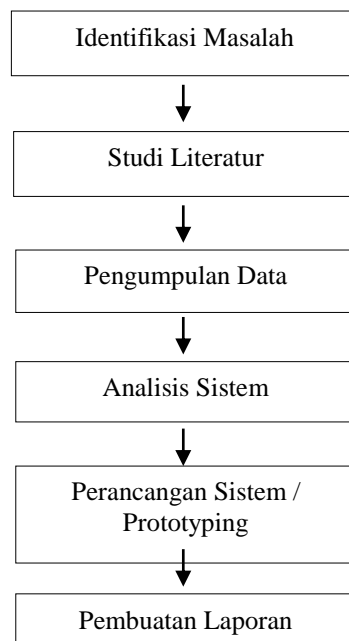 Identifikasi Masalah
Studi Literatur
Pengumpulan Data
Analisis Sistem
Perancangan Sistem /
Prototyping
Pembuatan Laporan